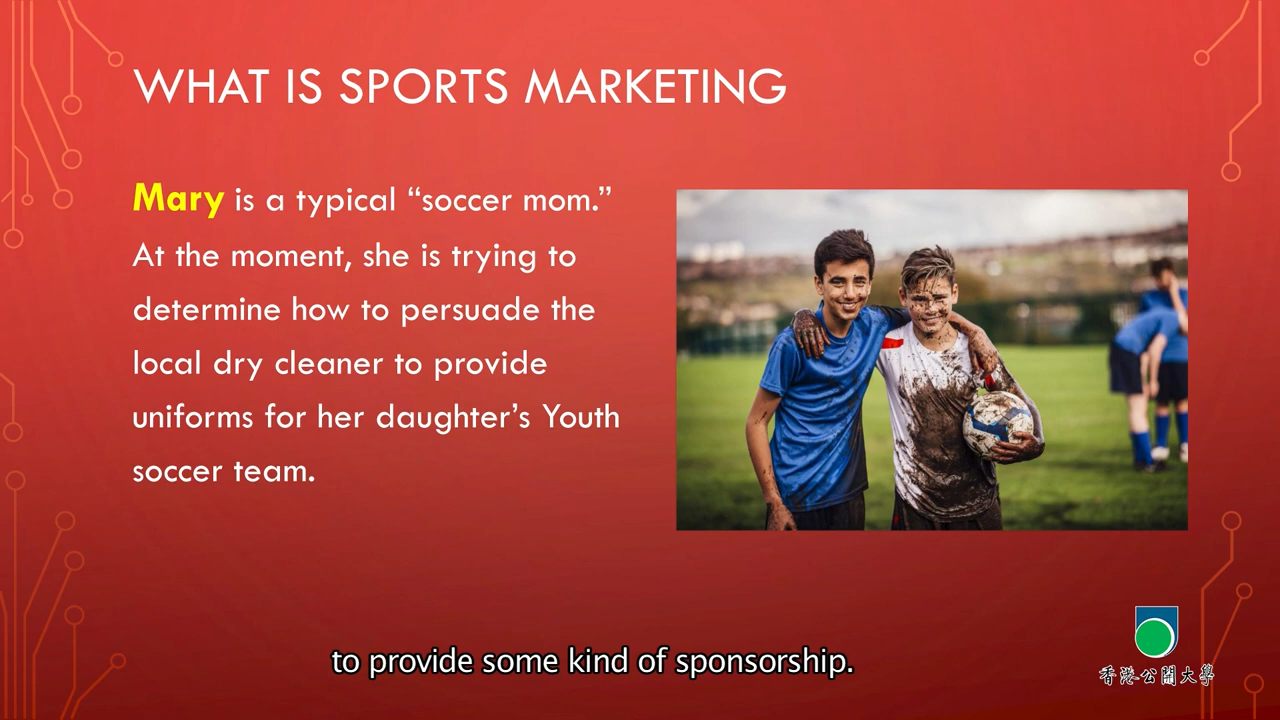 WHAT IS SPORTS MARKETING
Mary is a typical “soccer mom.”
At the moment, she is trying to
determine how to persuade the
local dry cleaner to provide
uniforms for her daughter’s Youth
soccer team.
to provide some kind of sponsorship.
香港公開大學